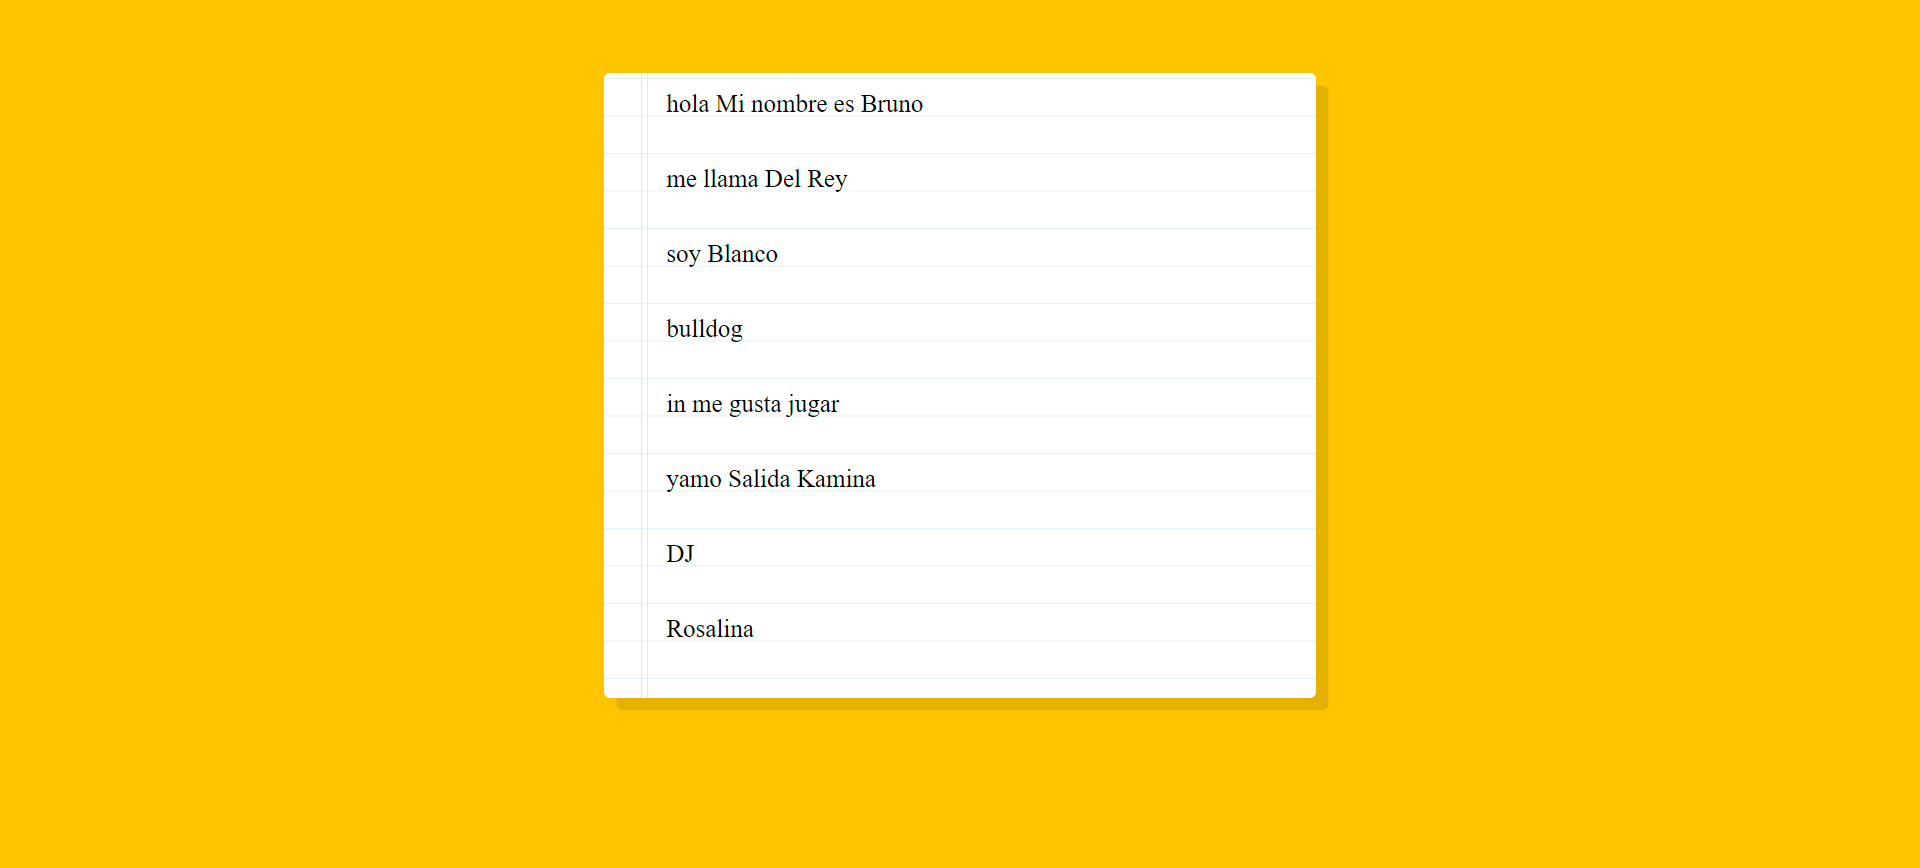 hola Mi nombre es Bruno
me llama Del Rey
soy Blanco
bulldog
in me gusta jugar
yamo Salida Kamina
DJ
Rosalina